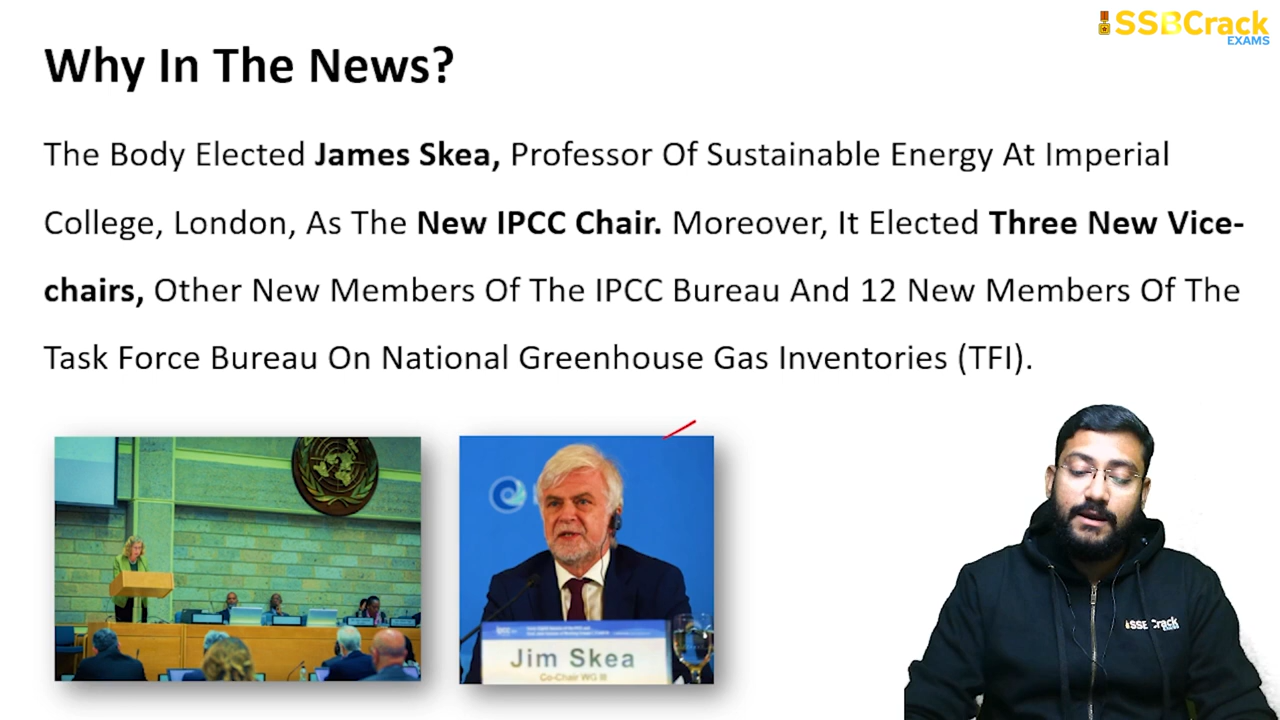 SSBCrack
EXAMS
Why In The News?
The Body Elected James Skea, Professor Of Sustainable Energy At Imperial
College, London, As The New IPCC Chair. Moreover, It Elected Three New Vice-
chairs, Other New Members Of The IPCC Bureau And 12 New Members Of The
Task Force Bureau On National Greenhouse Gas Inventories (TFI).
Jim Skea
Co-Chair WG III
SSBCrack
EXAMS